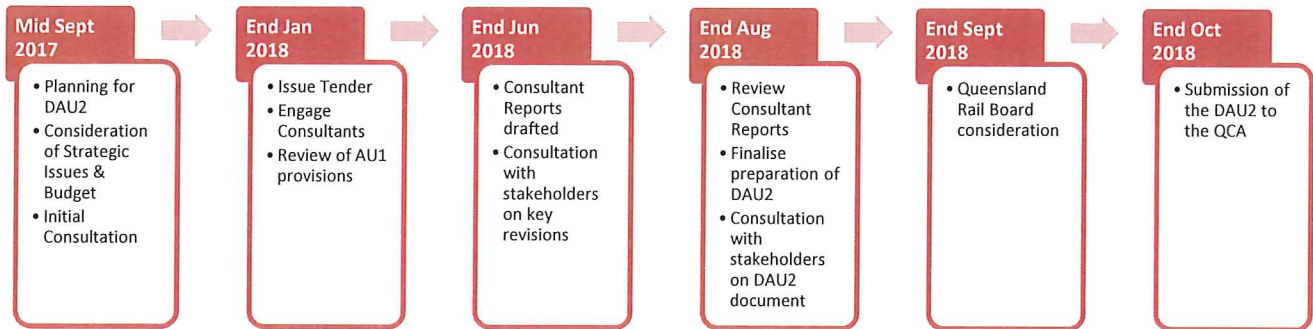 Mid Sept
2017
• Planning for
DAU2
• Consideration
of Strategic
Issues &
Budget
• Initial
Consultation
End Jan
2018
• Issue Tender
• Engage
Consultants
• Review of AU1
provisions
End Jun
2018
• Consultant
Reports
drafted
• Consultation
with
stakeholders
on key
revisions
End Aug
2018
• Review
Consultant
Reports
• Finalise
preparation of
DAU2
• Consultation
with
stakeholders
on DAU2
document
End Sept
2018
• Queensland
Rail Board
consideration
End Oct
2018
• Submission of
the DAU2 to
the QCA